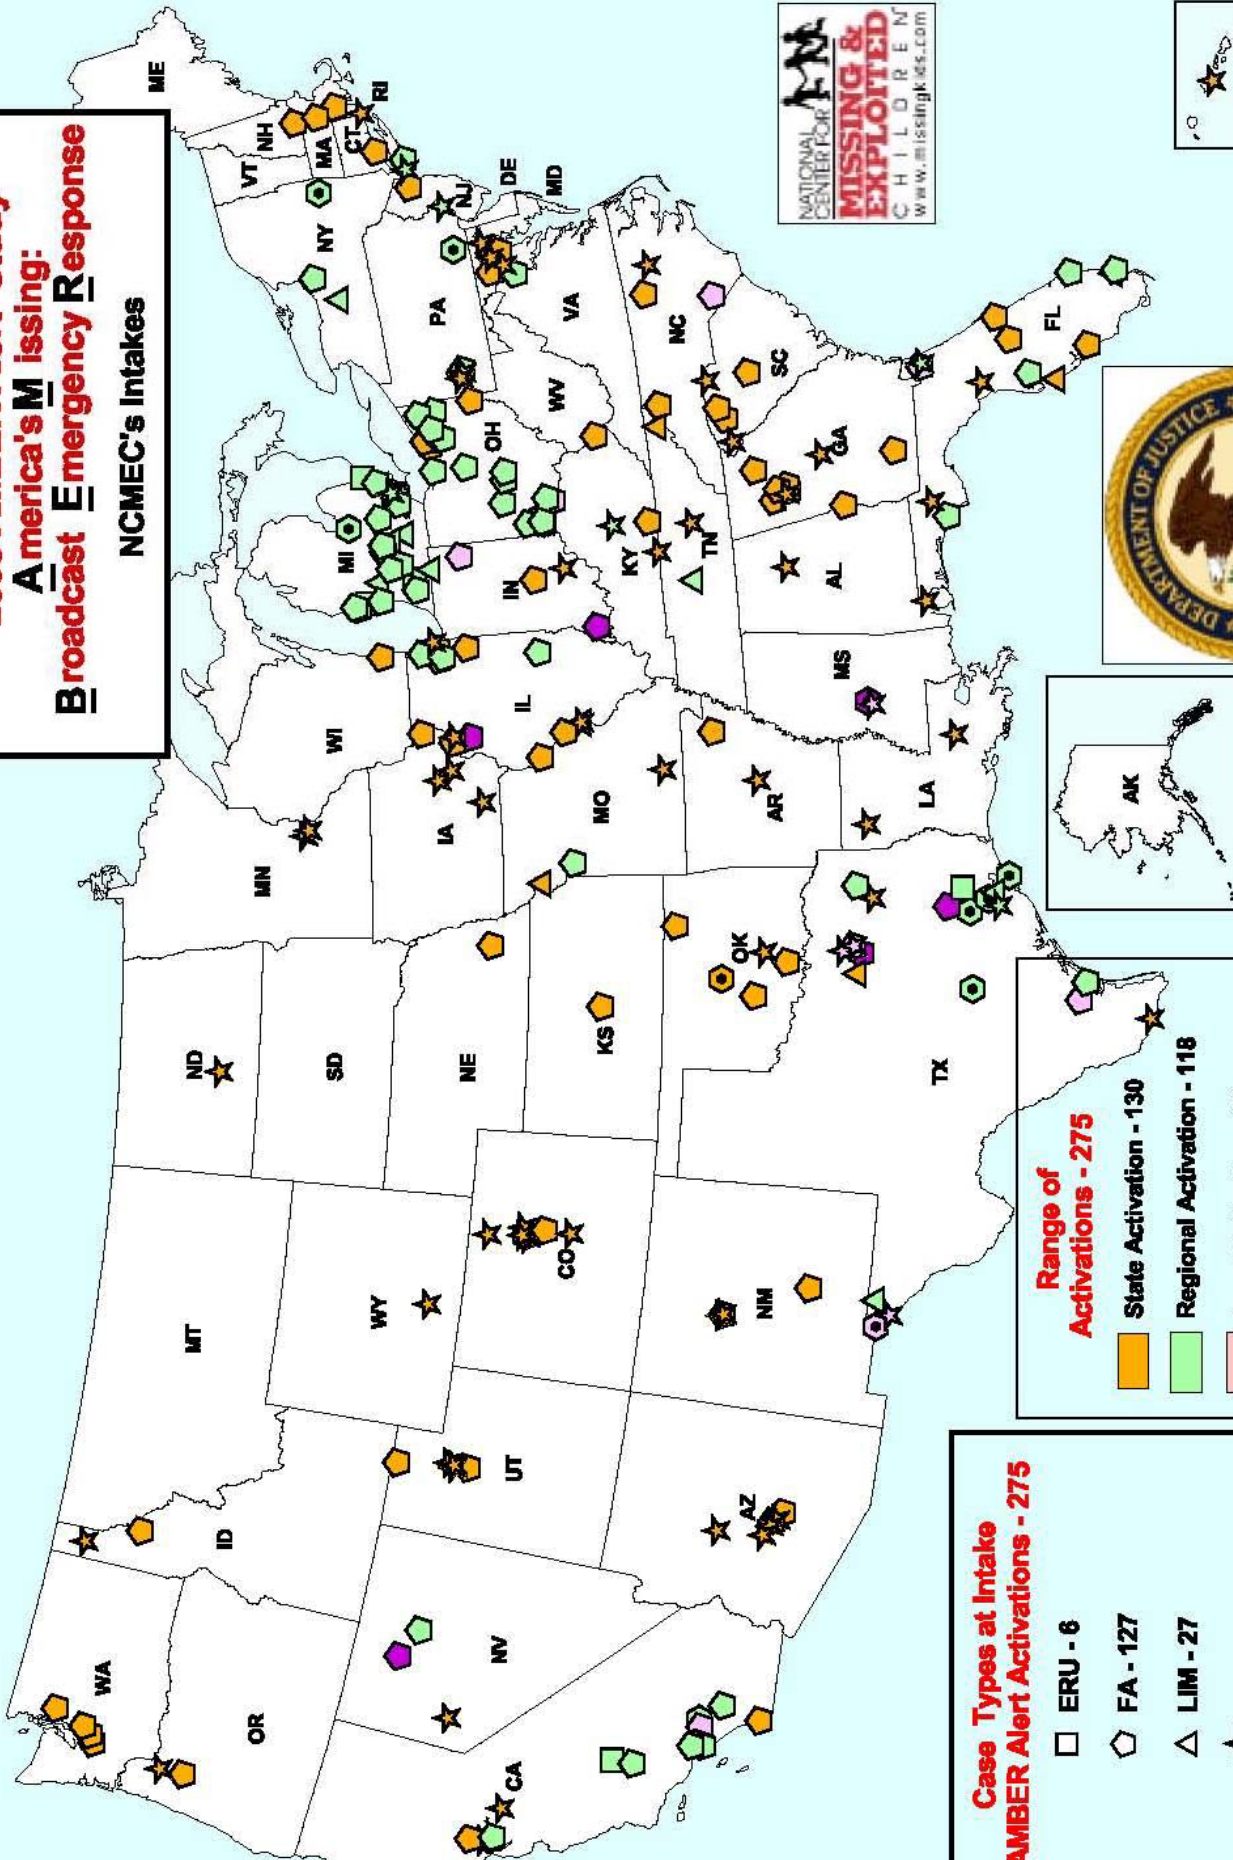 America's Missing:
Broadcast Emergency Response
NCMEC's Intakes
NATIONAL
CENTER FOR
MISSING &
EXPLOITED
CHILDREN
www.missingkids.com
DEPARTMENT OF JUSTICE
ME
VT
NH
MA
CT
RI
NY
NJ
PA
DE
MD
VA
WV
OH
MI
NC
SC
GA
FL
KY
TN
IN
AL
IL
WI
MS
MN
IA
MO
AR
LA
AK
ND
SD
NE
KS
OK
TX
MT
WY
CO
NM
ID
UT
AZ
WA
OR
NV
CA
Range of
Activations - 275
State Activation - 130
Regional Activation - 118
Case Types at Intake
AMBER Alert Activations - 275
ERU - 6
FA - 127
LIM - 27